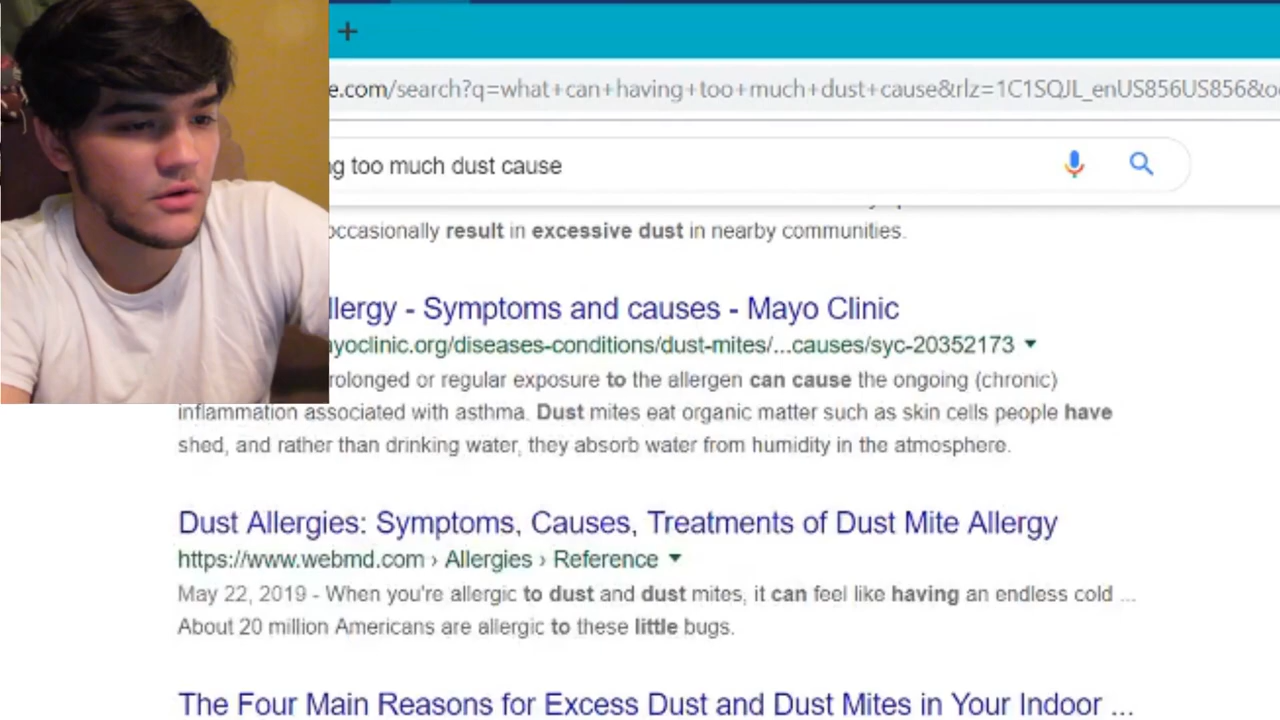 +
e.com/search?q=what+can+having+too+much+dust+cause&rlz=1C1SQJL_enUS856US856&o
ng too much dust cause
occasionally result in excessive dust in nearby communities.
llergy - Symptoms and causes - Mayo Clinic
ayoclinic.org/diseases-conditions/dust-mites/...causes/syc-20352173
rolonged or regular exposure to the allergen can cause the ongoing (chronic)
inflammation associated with asthma. Dust mites eat organic matter such as skin cells people have
shed, and rather than drinking water, they absorb water from humidity in the atmosphere.
Dust Allergies: Symptoms, Causes, Treatments of Dust Mite Allergy
https://www.webmd.com › Allergies › Reference
May 22, 2019 - When you're allergic to dust and dust mites, it can feel like having an endless cold ...
About 20 million Americans are allergic to these little bugs.
The Four Main Reasons for Excess Dust and Dust Mites in Your Indoor ...